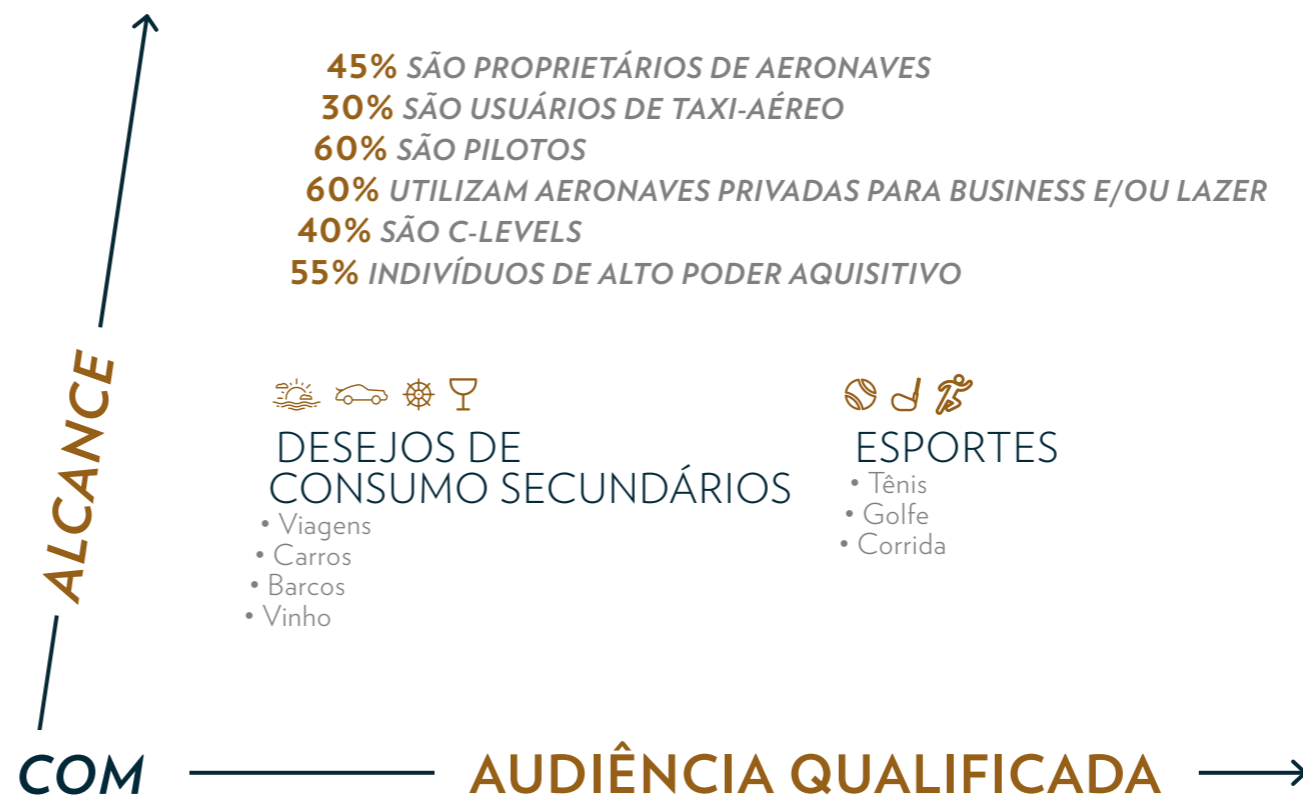 45% SÃO PROPRIETÁRIOS DE AERONAVES
30% SÃO USUÁRIOS DE TAXI-AÉREO
60% SÃO PILOTOS
60% UTILIZAM AERONAVES PRIVADAS PARA BUSINESS E/OU LAZER
40% SÃO C-LEVELS
55% INDIVÍDUOS DE ALTO PODER AQUISITIVO
ALCANCE
DESEJOS DE
CONSUMO SECUNDÁRIOS
• Viagens
• Carros
• Barcos
• Vinho
ESPORTES
• Tênis
• Golfe
• Corrida
COM
AUDIÊNCIA QUALIFICADA